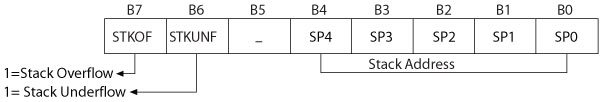 B7 B6 B5 B4 B3 B2 B1 B0
STKOF STKUNF _ SP4 SP3 SP2 SP1 SP0
Stack Address
1=Stack Overflow
1= Stack Underflow